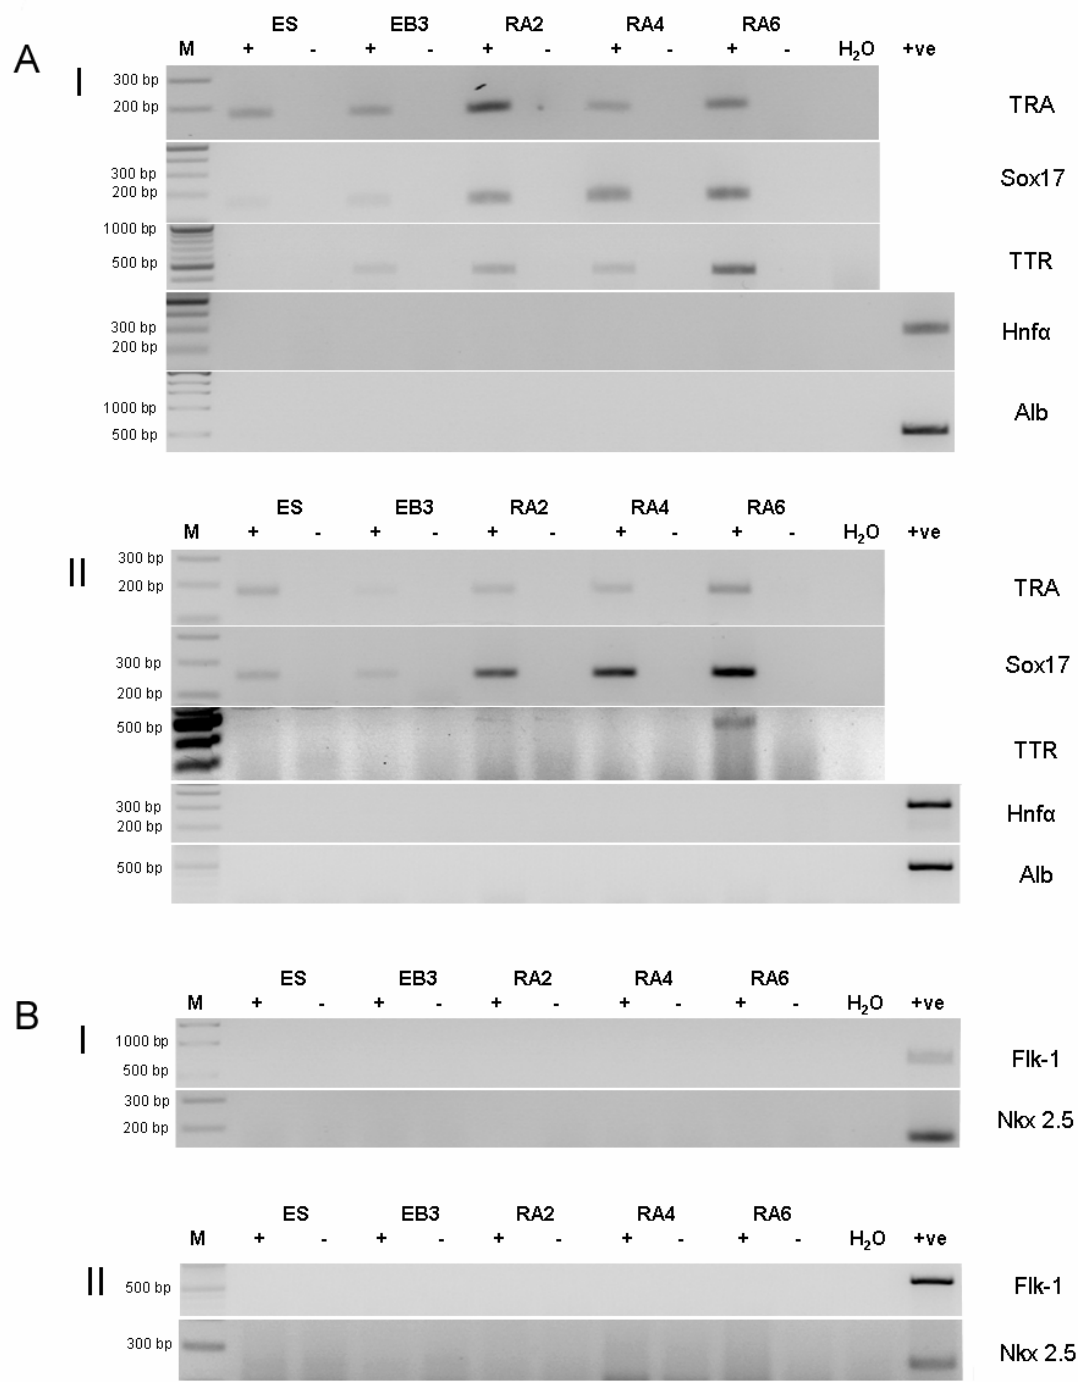 A
I
ES EB3 RA2 RA4 RA6
M + - + - + - + - + - H₂O +ve
300 bp
200 bp
TRA
300 bp
200 bp
Sox17
1000 bp
500 bp
TTR
300 bp
200 bp
Hnfα
1000 bp
500 bp
Alb
II
ES EB3 RA2 RA4 RA6
M + - + - + - + - + - H₂O +ve
300 bp
200 bp
TRA
300 bp
200 bp
Sox17
500 bp
TTR
300 bp
200 bp
Hnfα
500 bp
Alb
B
I
ES EB3 RA2 RA4 RA6
M + - + - + - + - + - H₂O +ve
1000 bp
500 bp
Flk-1
300 bp
200 bp
Nkx 2.5
II
ES EB3 RA2 RA4 RA6
M + - + - + - + - + - H₂O +ve
500 bp
Flk-1
300 bp
Nkx 2.5